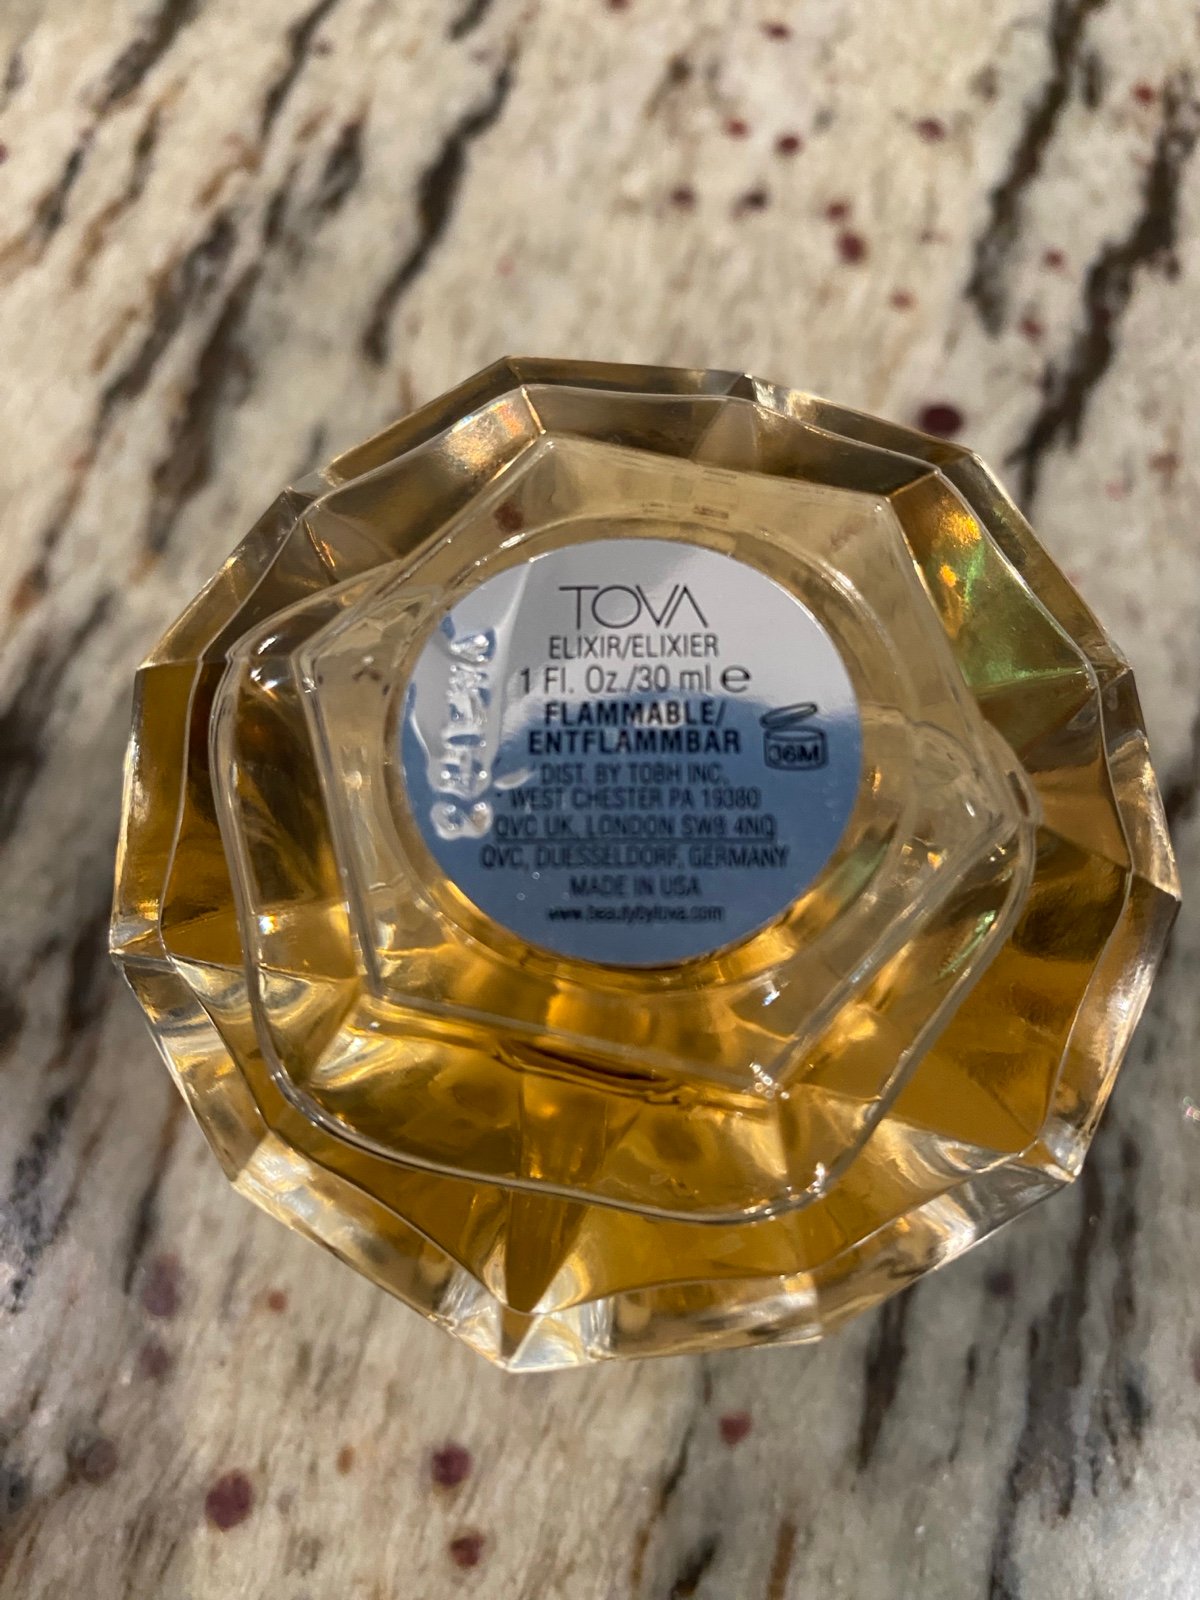 TOVA
ELIXIR/ELIXIER
1 Fl. Oz./30 ml e
FLAMMABLE/
ENTFLAMMBAR
36M
DIST. BY TOBH INC.
WEST CHESTER PA 19380
QVC UK, LONDON SW8 4NQ
QVC, DUESSELDORF, GERMANY
MADE IN USA
www.beautybytova.com